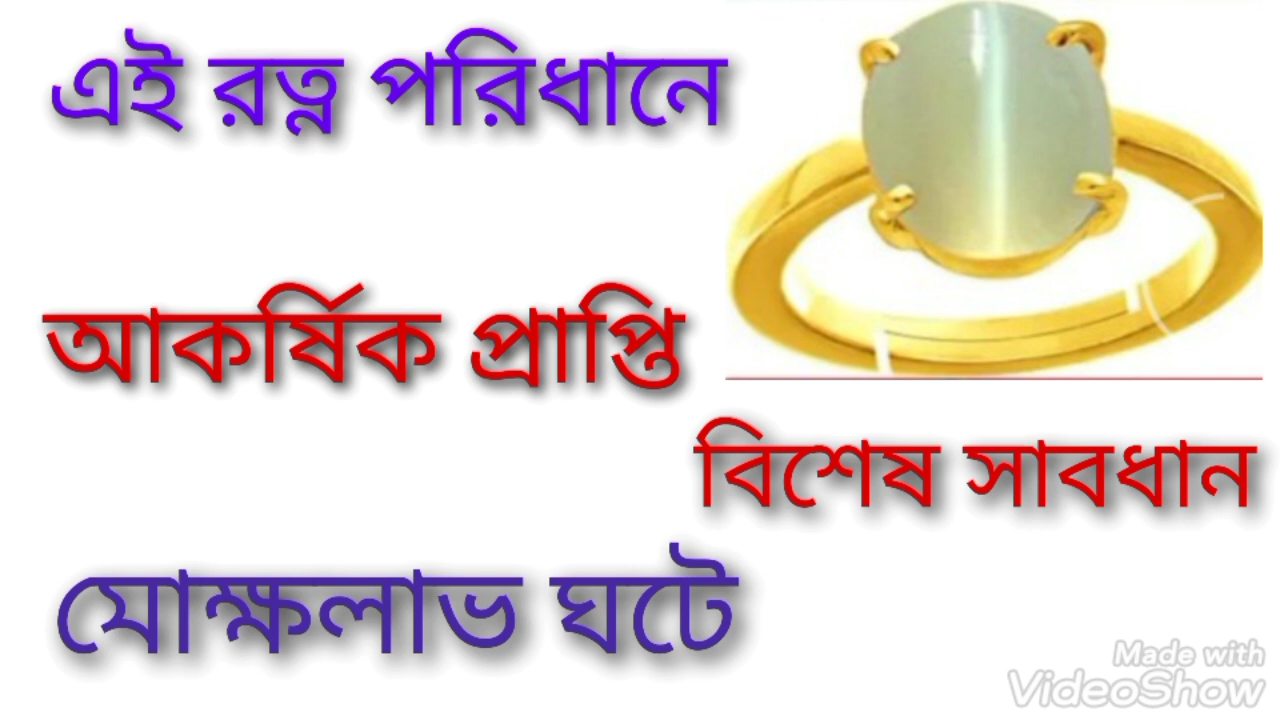 এই রত্ন পরিধানে
আকর্ষিক প্রাপ্তি
বিশেষ সাবধান
মোক্ষলাভ ঘটে
Made with
VideoShow